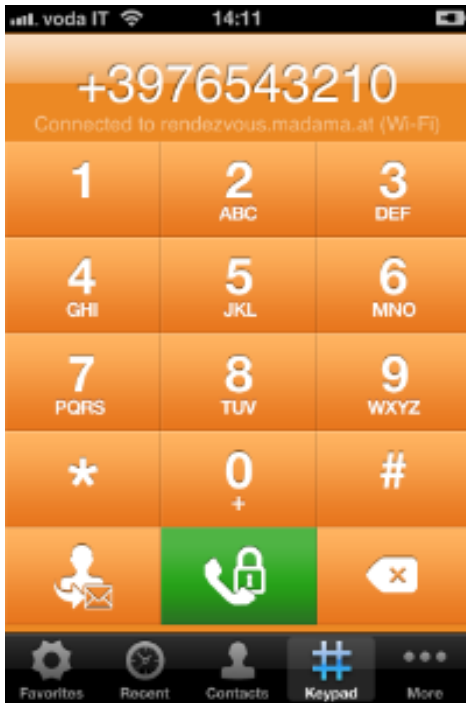 voda IT 14:11
+3976543210
Connected to rendezvous.madama.at (Wi-Fi)
1 2 3
ABC DEF
4 5 6
GHI JKL MNO
7 8 9
PQRS TUV WXYZ
* 0 #
+
Favorites Recent Contacts Keypad More